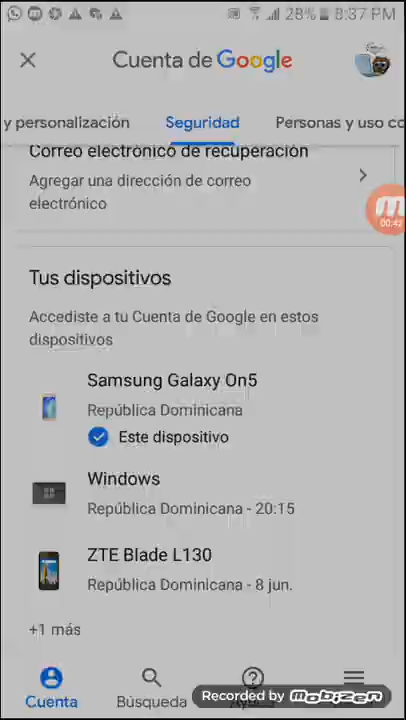 28% 8:37 PM
Cuenta de Google
y personalización Seguridad Personas y uso co
Correo electrónico de recuperación
Agregar una dirección de correo
electrónico
00:42
Tus dispositivos
Accediste a tu Cuenta de Google en estos
dispositivos
Samsung Galaxy On5
República Dominicana
Este dispositivo
Windows
República Dominicana - 20:15
ZTE Blade L130
República Dominicana - 8 jun.
+1 más
Cuenta Búsqueda
Recorded by mobizen